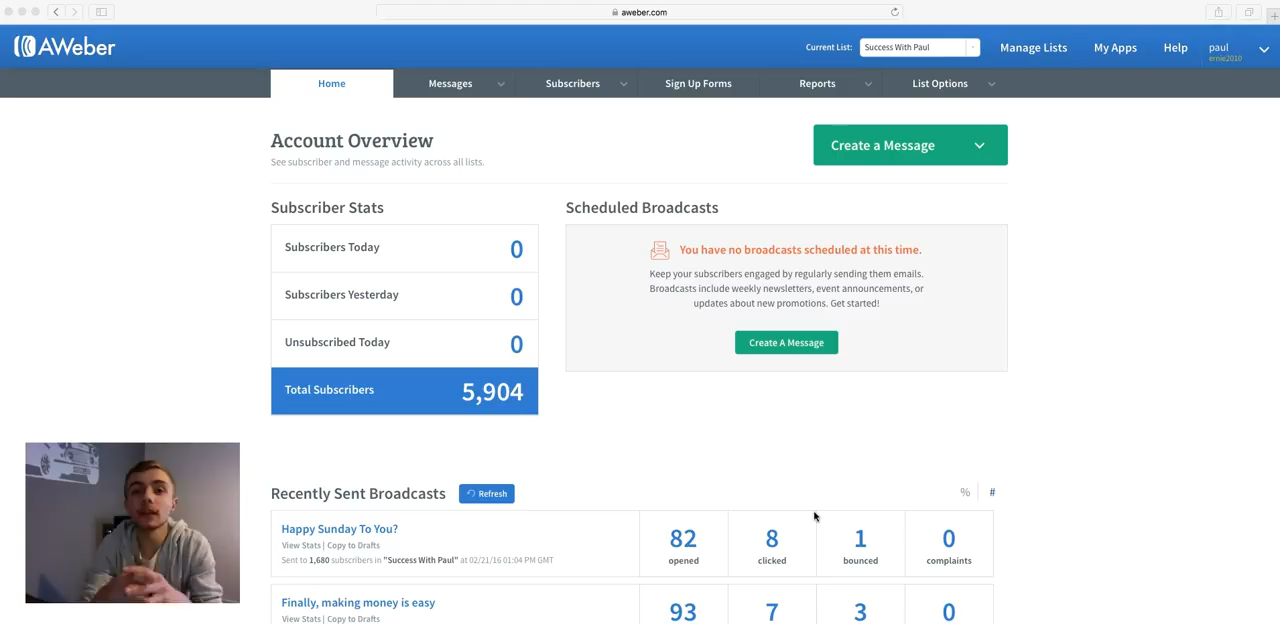 aweber.com
AWeber
Current List:
Success With Paul
Manage Lists
My Apps
Help
paul
ernie2010
Home
Messages
Subscribers
Sign Up Forms
Reports
List Options
Account Overview
See subscriber and message activity across all lists.
Create a Message
Subscriber Stats
Subscribers Today
0
Subscribers Yesterday
0
Unsubscribed Today
0
Total Subscribers
5,904
Scheduled Broadcasts
You have no broadcasts scheduled at this time.
Keep your subscribers engaged by regularly sending them emails.
Broadcasts include weekly newsletters, event announcements, or
updates about new promotions. Get started!
Create A Message
Recently Sent Broadcasts
Refresh
% | #
Happy Sunday To You?
View Stats | Copy to Drafts
Sent to 1,680 subscribers in "Success With Paul" at 02/21/16 01:04 PM GMT
82
opened
8
clicked
1
bounced
0
complaints
Finally, making money is easy
View Stats | Copy to Drafts
93
7
3
0